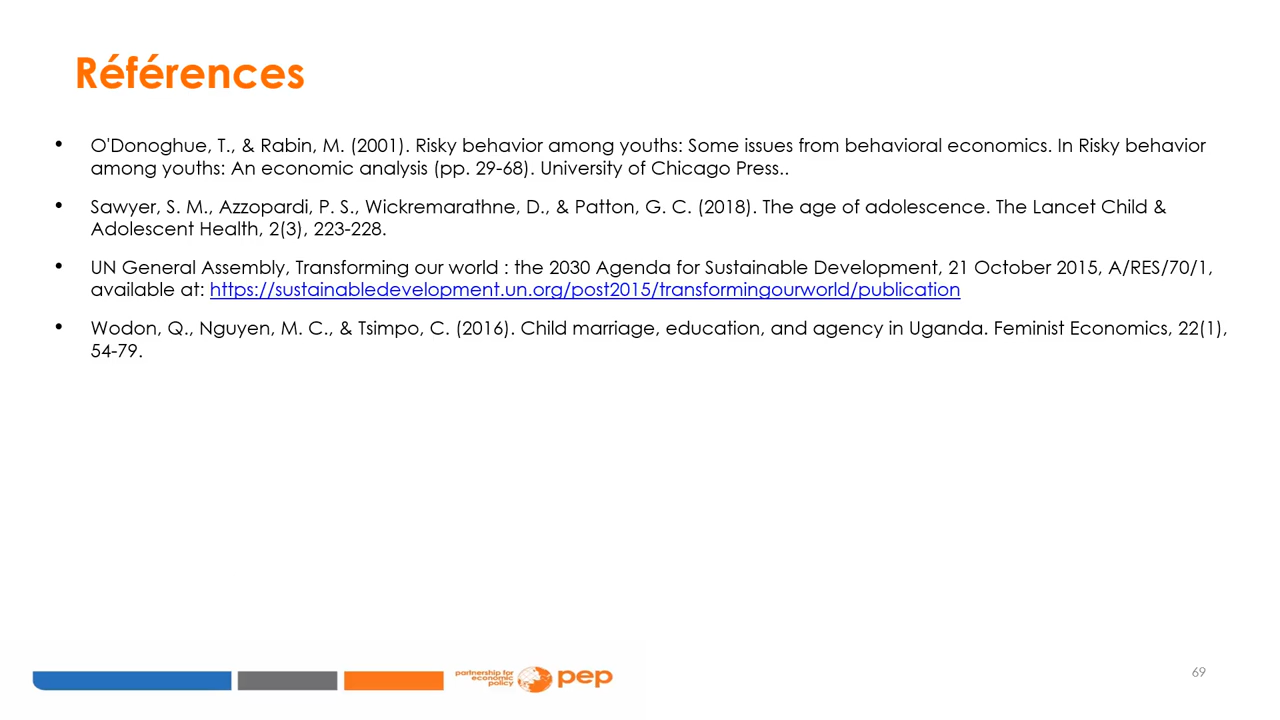 Références
• O'Donoghue, T., & Rabin, M. (2001). Risky behavior among youths: Some issues from behavioral economics. In Risky behavior
among youths: An economic analysis (pp. 29-68). University of Chicago Press..
• Sawyer, S. M., Azzopardi, P. S., Wickremarathne, D., & Patton, G. C. (2018). The age of adolescence. The Lancet Child &
Adolescent Health, 2(3), 223-228.
• UN General Assembly, Transforming our world : the 2030 Agenda for Sustainable Development, 21 October 2015, A/RES/70/1,
available at: https://sustainabledevelopment.un.org/post2015/transformingourworld/publication
• Wodon, Q., Nguyen, M. C., & Tsimpo, C. (2016). Child marriage, education, and agency in Uganda. Feminist Economics, 22(1),
54-79.
partnership for
economic
policy
pep
69